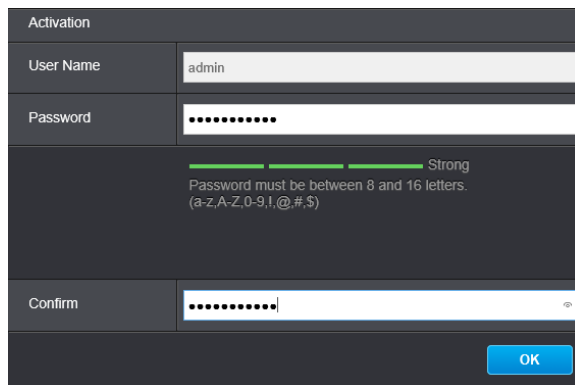 Activation
User Name
admin
Password
●●●●●●●●●●●
Strong
Password must be between 8 and 16 letters.
(a-z,A-Z,0-9,!,@,#,$)
Confirm
●●●●●●●●●●●
OK